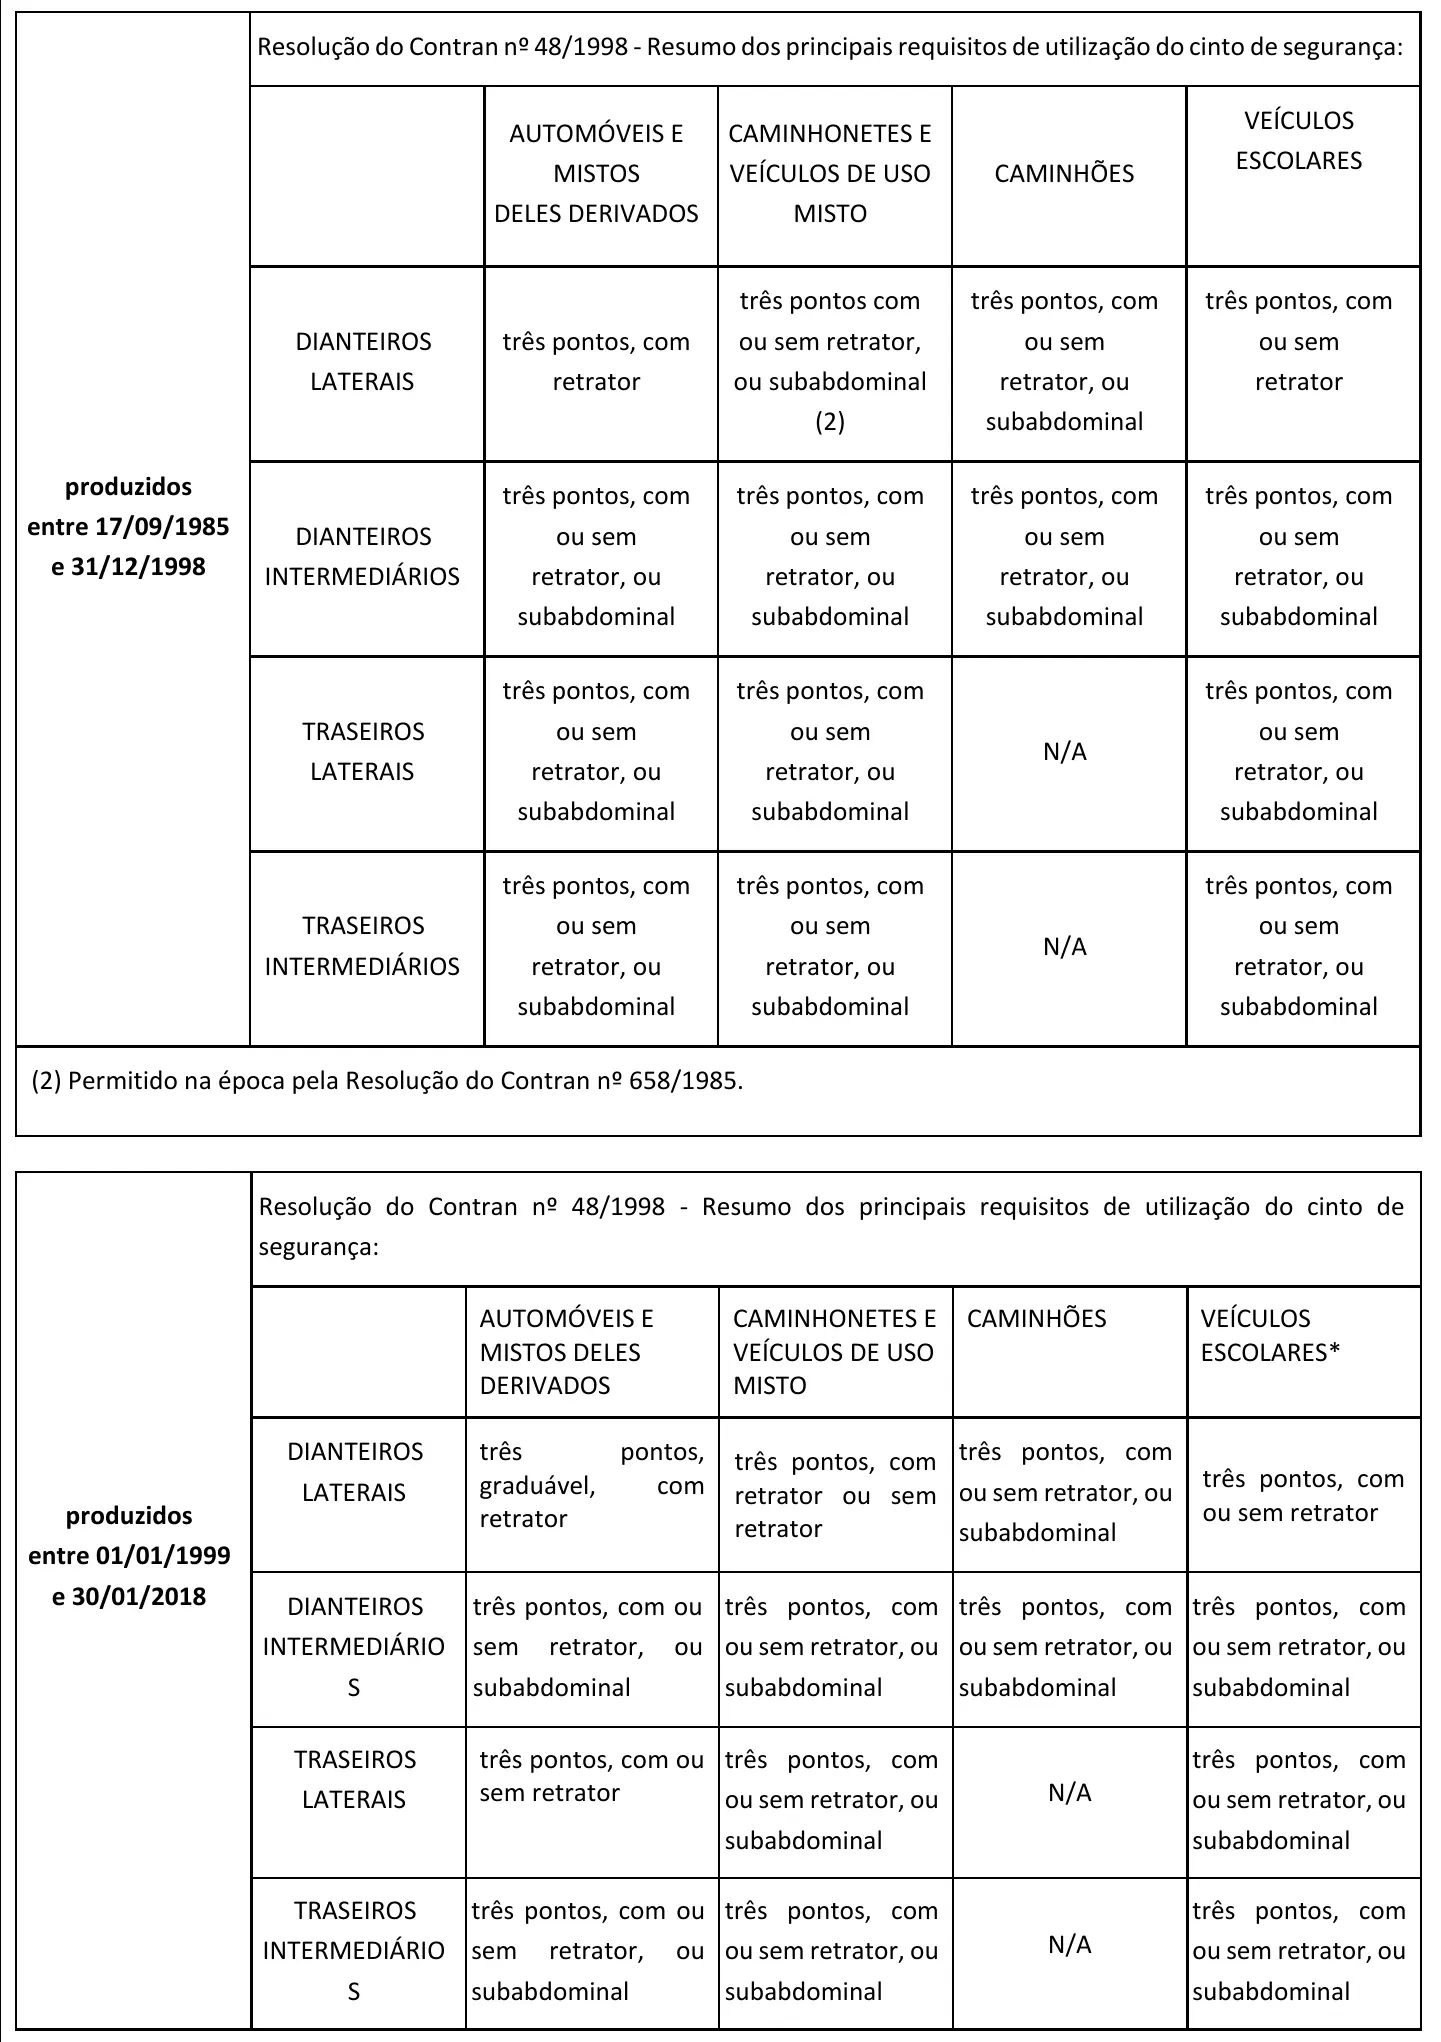 Resolução do Contran nº 48/1998 - Resumo dos principais requisitos de utilização do cinto de segurança:
AUTOMÓVEIS E
MISTOS
DELES DERIVADOS
CAMINHONETES E
VEÍCULOS DE USO
MISTO
CAMINHÕES
VEÍCULOS
ESCOLARES
produzidos
entre 17/09/1985
e 31/12/1998
DIANTEIROS
LATERAIS
três pontos, com
retrator
três pontos com
ou sem retrator,
ou subabdominal
(2)
três pontos, com
ou sem
retrator, ou
subabdominal
três pontos, com
ou sem
retrator
DIANTEIROS
INTERMEDIÁRIOS
três pontos, com
ou sem
retrator, ou
subabdominal
três pontos, com
ou sem
retrator, ou
subabdominal
três pontos, com
ou sem
retrator, ou
subabdominal
três pontos, com
ou sem
retrator, ou
subabdominal
TRASEIROS
LATERAIS
três pontos, com
ou sem
retrator, ou
subabdominal
três pontos, com
ou sem
retrator, ou
subabdominal
N/A
três pontos, com
ou sem
retrator, ou
subabdominal
TRASEIROS
INTERMEDIÁRIOS
três pontos, com
ou sem
retrator, ou
subabdominal
três pontos, com
ou sem
retrator, ou
subabdominal
N/A
três pontos, com
ou sem
retrator, ou
subabdominal
(2) Permitido na época pela Resolução do Contran nº 658/1985.
Resolução do Contran nº 48/1998 - Resumo dos principais requisitos de utilização do cinto de
segurança:
AUTOMÓVEIS E
MISTOS DELES
DERIVADOS
CAMINHONETES E
VEÍCULOS DE USO
MISTO
CAMINHÕES
VEÍCULOS
ESCOLARES*
produzidos
entre 01/01/1999
e 30/01/2018
DIANTEIROS
LATERAIS
três pontos,
graduável, com
retrator
três pontos, com
retrator ou sem
retrator
três pontos, com
ou sem retrator, ou
subabdominal
três pontos, com
ou sem retrator
DIANTEIROS
INTERMEDIÁRIO
S
três pontos, com ou
sem retrator, ou
subabdominal
três pontos, com
ou sem retrator, ou
subabdominal
três pontos, com
ou sem retrator, ou
subabdominal
três pontos, com
ou sem retrator, ou
subabdominal
TRASEIROS
LATERAIS
três pontos, com ou
sem retrator
três pontos, com
ou sem retrator, ou
subabdominal
N/A
três pontos, com
ou sem retrator, ou
subabdominal
TRASEIROS
INTERMEDIÁRIO
S
três pontos, com ou
sem retrator, ou
subabdominal
três pontos, com
ou sem retrator, ou
subabdominal
N/A
três pontos, com
ou sem retrator, ou
subabdominal